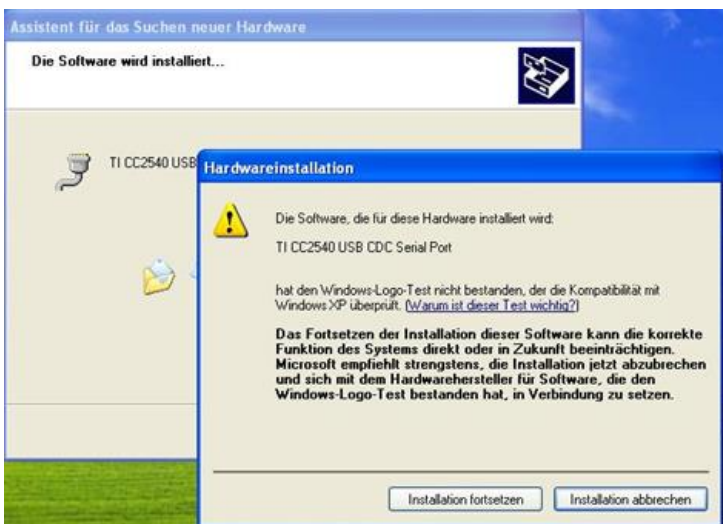 Assistent für das Suchen neuer Hardware
Die Software wird installiert...
TI CC2540 USB
Hardwareinstallation
Die Software, die für diese Hardware installiert wird:
TI CC2540 USB CDC Serial Port
hat den Windows-Logo-Test nicht bestanden, der die Kompatibilität mit
Windows XP überprüft. (Warum ist dieser Test wichtig?)
Das Fortsetzen der Installation dieser Software kann die korrekte
Funktion des Systems direkt oder in Zukunft beeinträchtigen.
Microsoft empfiehlt strengstens, die Installation jetzt abzubrechen
und sich mit dem Hardwarehersteller für Software, die den
Windows-Logo-Test bestanden hat, in Verbindung zu setzen.
Installation fortsetzen
Installation abbrechen